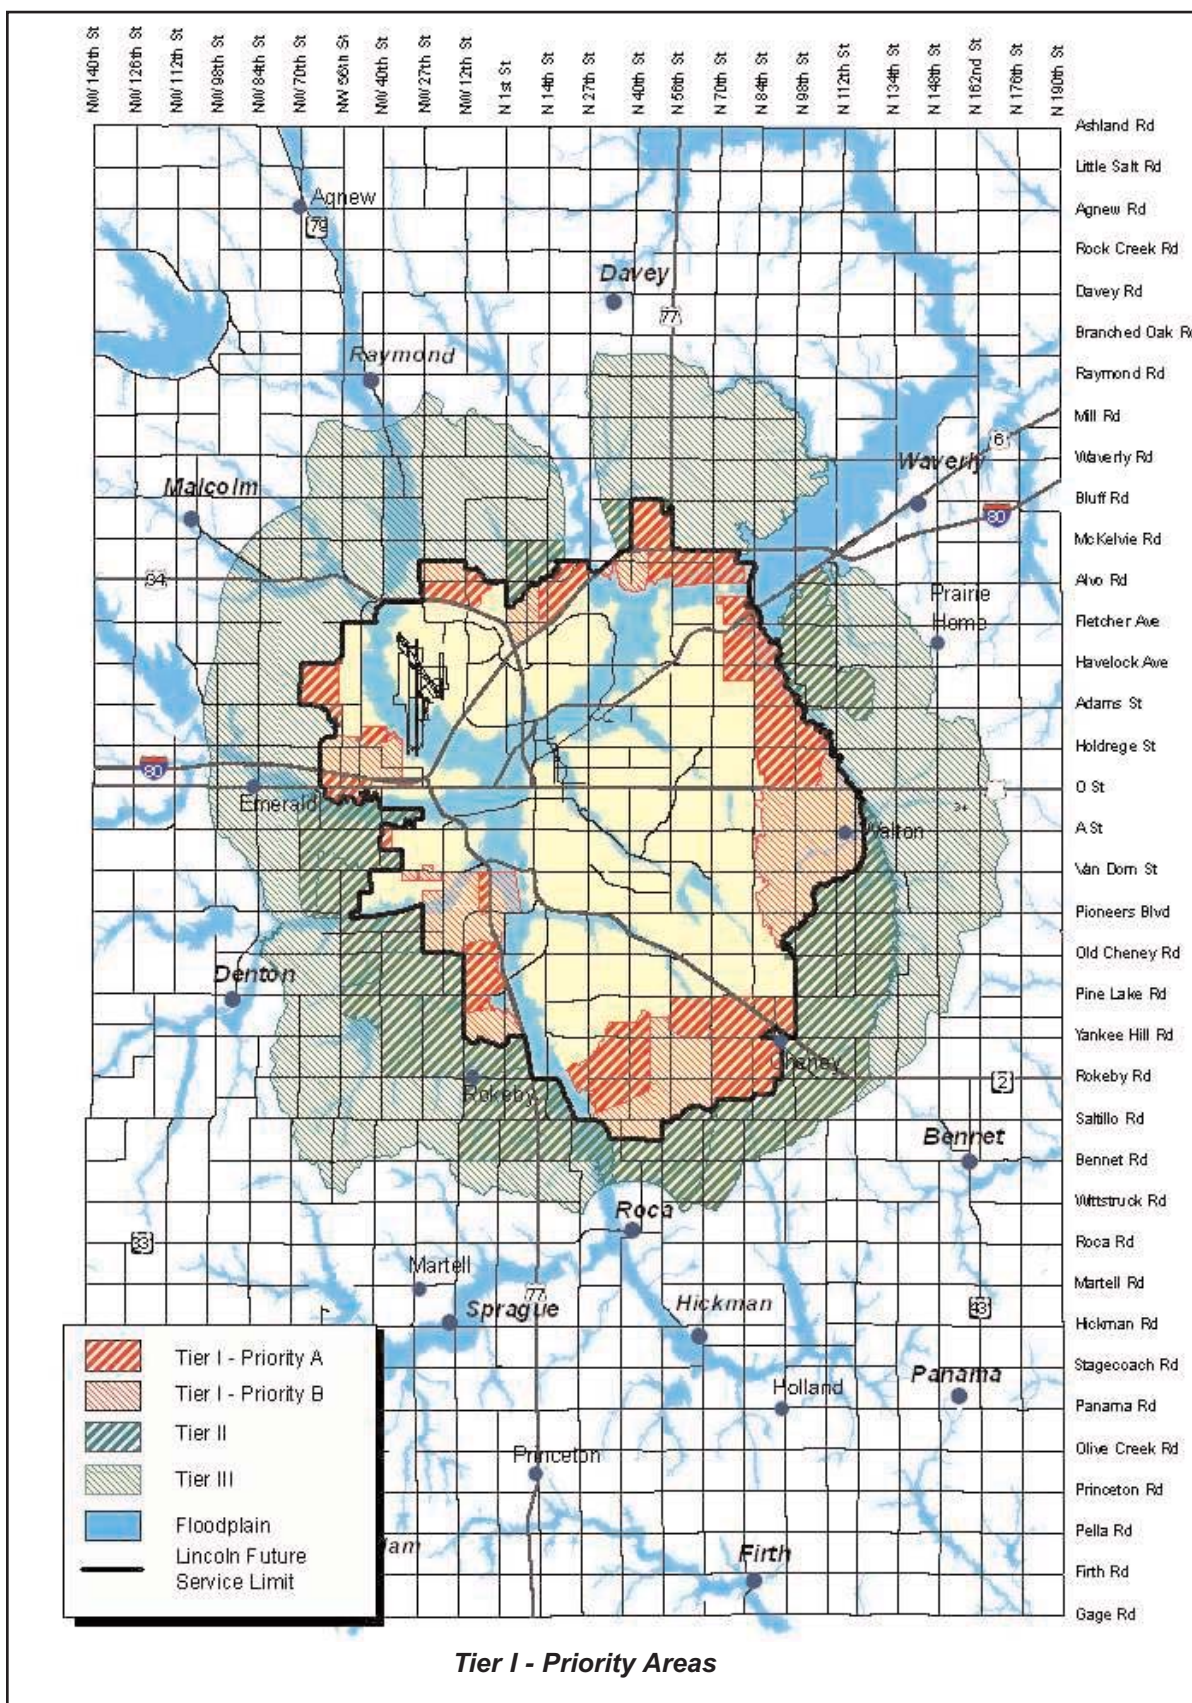 NW 140th St
NW 126th St
NW 112th St
NW 98th St
NW 84th St
NW 70th St
NW 56th St
NW 40th St
NW 27th St
NW 12th St
N 1st St
N 14th St
N 27th St
N 40th St
N 56th St
N 70th St
N 84th St
N 98th St
N 112th St
N 134th St
N 148th St
N 162nd St
N 176th St
N 190th St
Ashland Rd
Little Salt Rd
Agnew Rd
Rock Creek Rd
Davey Rd
Branched Oak Rd
Raymond Rd
Mill Rd
Waverly Rd
Bluff Rd
McKelvie Rd
Alvo Rd
Fletcher Ave
Havelock Ave
Adams St
Holdrege St
O St
A St
Van Dorn St
Pioneers Blvd
Old Cheney Rd
Pine Lake Rd
Yankee Hill Rd
Rokeby Rd
Saltillo Rd
Bennet Rd
Wittstruck Rd
Roca Rd
Martell Rd
Hickman Rd
Stagecoach Rd
Panama Rd
Olive Creek Rd
Princeton Rd
Pella Rd
Firth Rd
Gage Rd
Agnew
79
Davey
77
Raymond
6
Waverly
Malcolm
80
34
Prairie
Home
80
Emerald
34
Walton
Denton
Cheney
Rokeby
2
Bennet
Roca
33
Martell
77
Sprague
Hickman
43
Panama
Holland
Princeton
lam
Firth
Tier I - Priority A
Tier I - Priority B
Tier II
Tier III
Floodplain
Lincoln Future
Service Limit
Tier I - Priority Areas